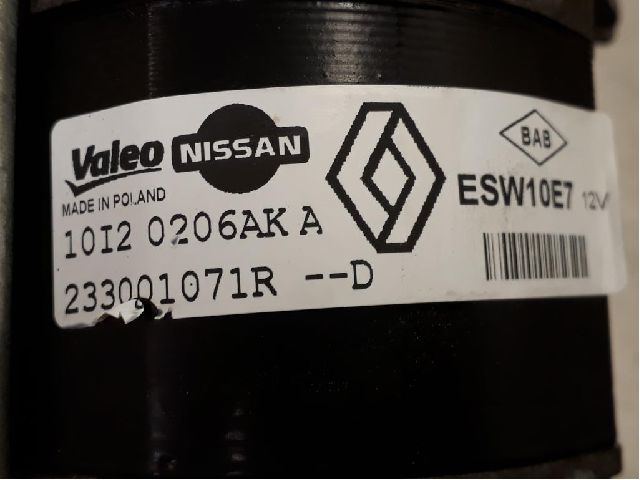 Valeo NISSAN
MADE IN POLAND
10I2 0206AK A
233001071R --D
BAB
ESW10E7 12V